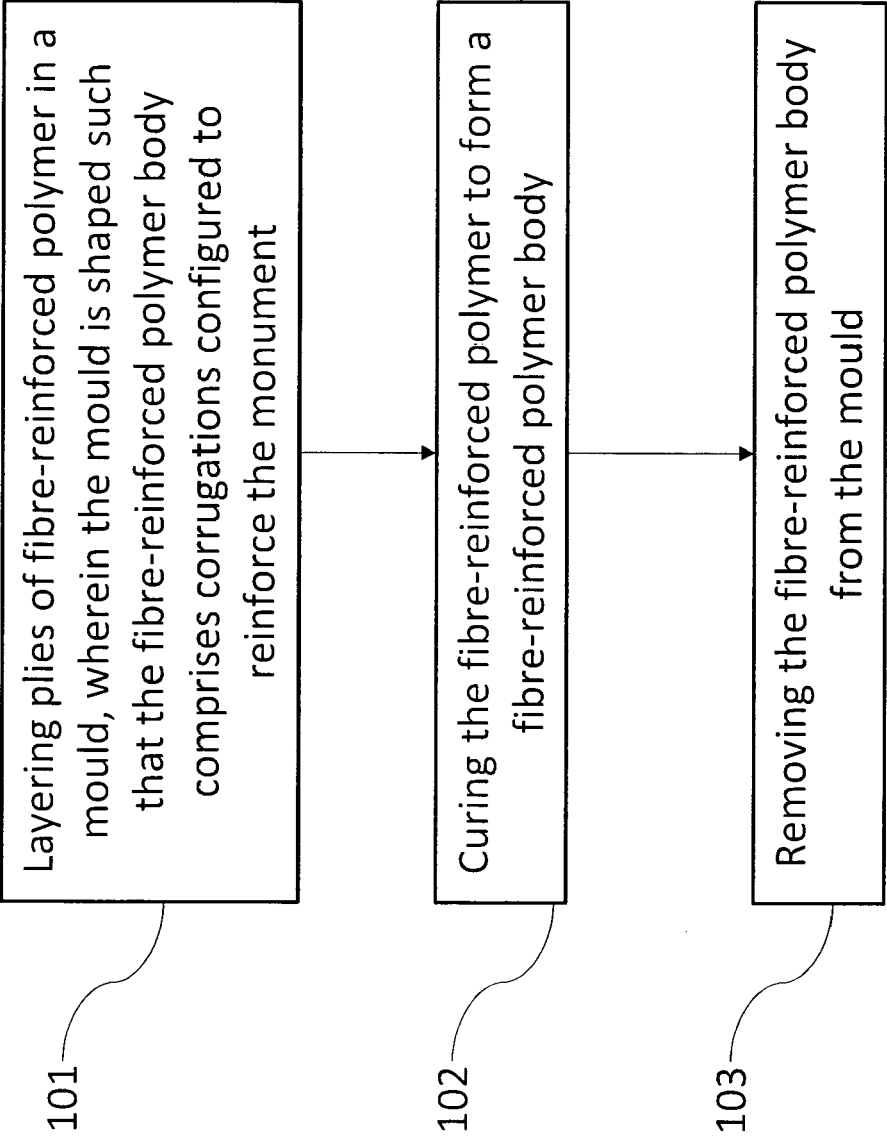 101
Layering plies of fibre-reinforced polymer in a
mould, wherein the mould is shaped such
that the fibre-reinforced polymer body
comprises corrugations configured to
reinforce the monument
102
Curing the fibre-reinforced polymer to form a
fibre-reinforced polymer body
103
Removing the fibre-reinforced polymer body
from the mould